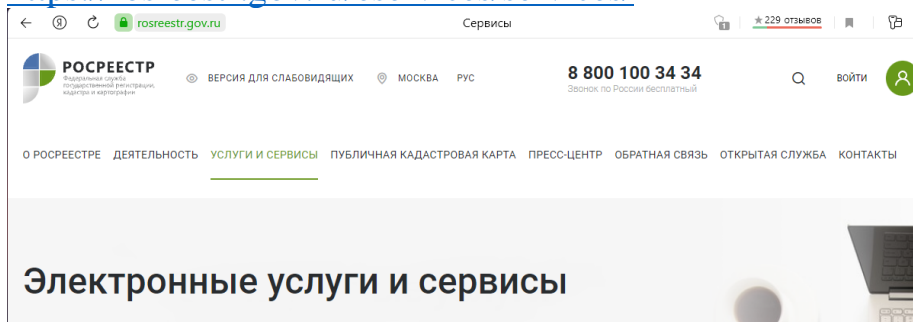 rosreestr.gov.ru
Сервисы
★ 229 отзывов
РОСРЕЕСТР
Федеральная служба
государственной регистрации,
кадастра и картографии
ВЕРСИЯ ДЛЯ СЛАБОВИДЯЩИХ
МОСКВА
РУС
8 800 100 34 34
Звонок по России бесплатный
ВОЙТИ
О РОСРЕЕСТРЕ ДЕЯТЕЛЬНОСТЬ УСЛУГИ И СЕРВИСЫ ПУБЛИЧНАЯ КАДАСТРОВАЯ КАРТА ПРЕСС-ЦЕНТР ОБРАТНАЯ СВЯЗЬ ОТКРЫТАЯ СЛУЖБА КОНТАКТЫ
Электронные услуги и сервисы